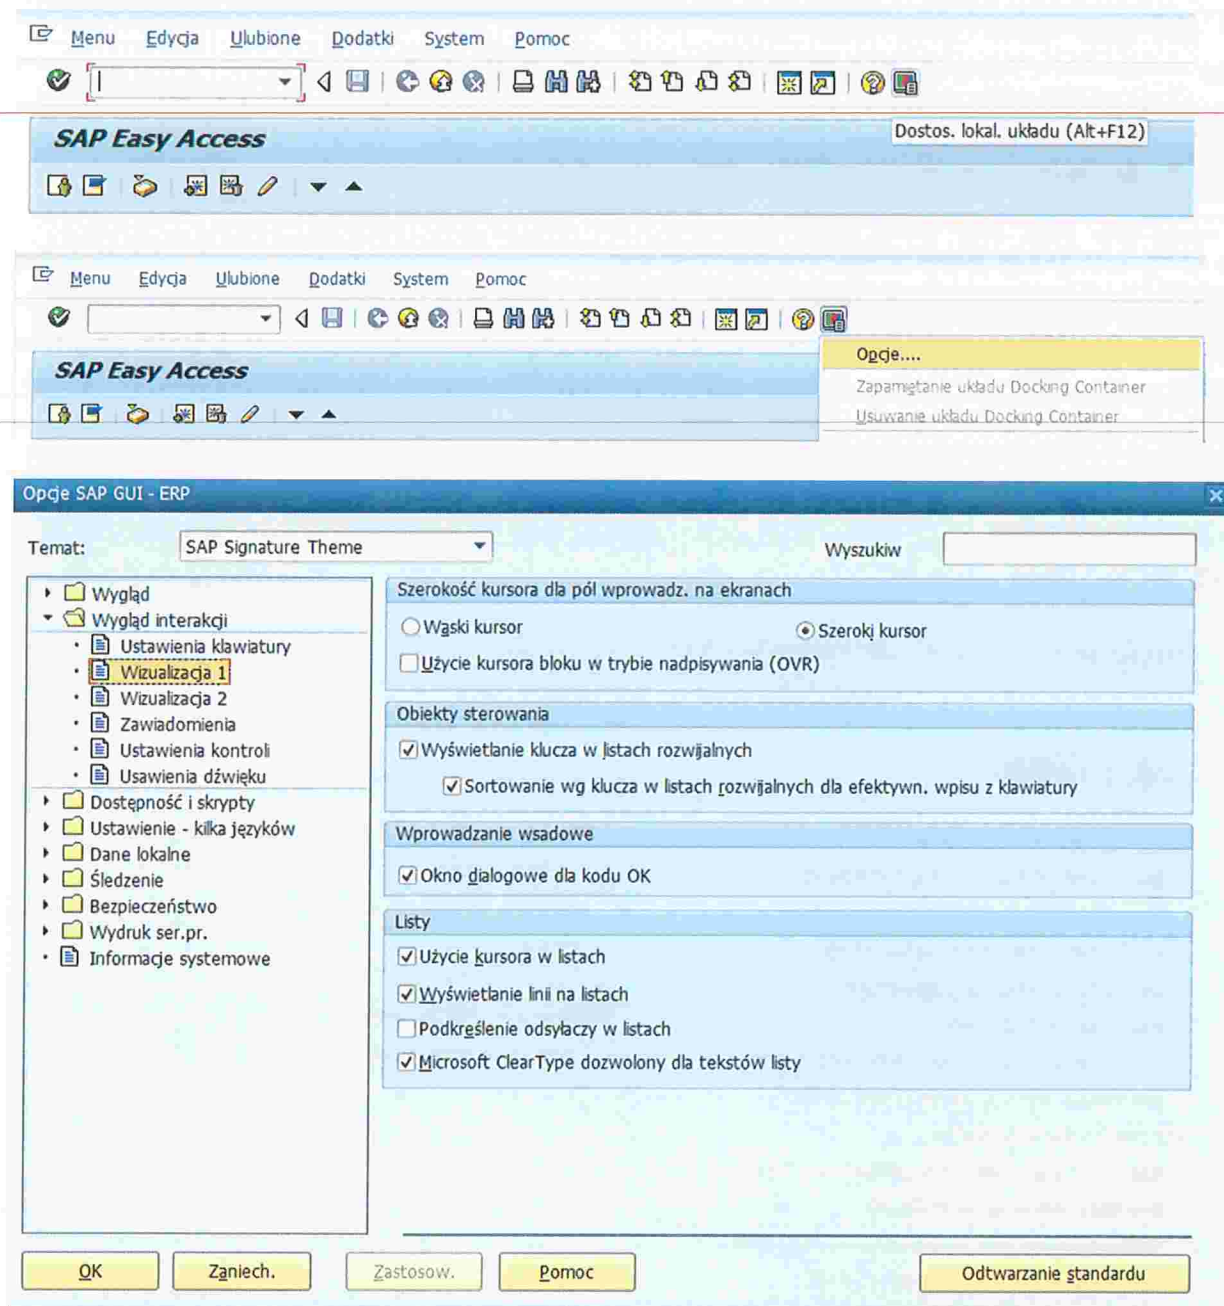 Menu Edycja Ulubione Dodatki System Pomoc
SAP Easy Access
Dostos. lokal. układu (Alt+F12)
Menu Edycja Ulubione Dodatki System Pomoc
SAP Easy Access
Opcje....
Zapamiętanie układu Docking Container
Usuwanie układu Docking Container
Opcje SAP GUI - ERP
Temat: SAP Signature Theme
Wyszukiw
Wygląd
Wygląd interakcji
Ustawienia klawiatury
Wizualizacja 1
Wizualizacja 2
Zawiadomienia
Ustawienia kontroli
Usawienia dźwięku
Dostępność i skrypty
Ustawienie - kilka języków
Dane lokalne
Śledzenie
Bezpieczeństwo
Wydruk ser.pr.
Informacje systemowe
Szerokość kursora dla pól wprowadz. na ekranach
Wąski kursor
Szeroki kursor
Użycie kursora bloku w trybie nadpisywania (OVR)
Obiekty sterowania
Wyświetlanie klucza w listach rozwijalnych
Sortowanie wg klucza w listach rozwijalnych dla efektywn. wpisu z klawiatury
Wprowadzanie wsadowe
Okno dialogowe dla kodu OK
Listy
Użycie kursora w listach
Wyświetlanie linii na listach
Podkreślenie odsyłaczy w listach
Microsoft ClearType dozwolony dla tekstów listy
OK
Zaniech.
Zastosow.
Pomoc
Odtwarzanie standardu